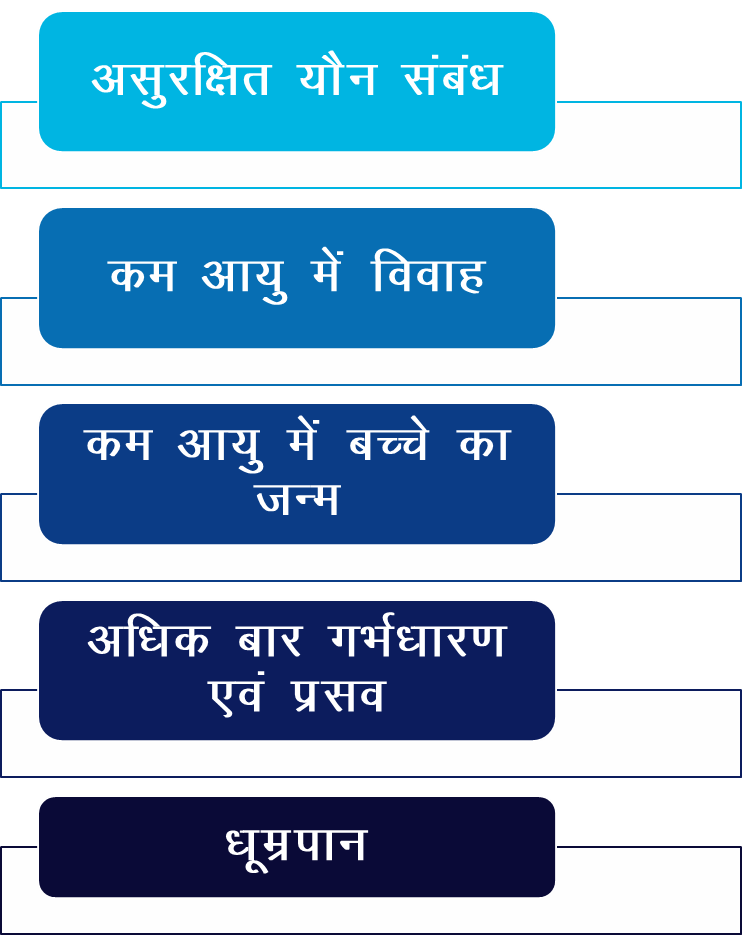 असुरक्षित यौन संबंध
कम आयु में विवाह
कम आयु में बच्चे का
जन्म
अधिक बार गर्भधारण
एवं प्रसव
धूम्रपान